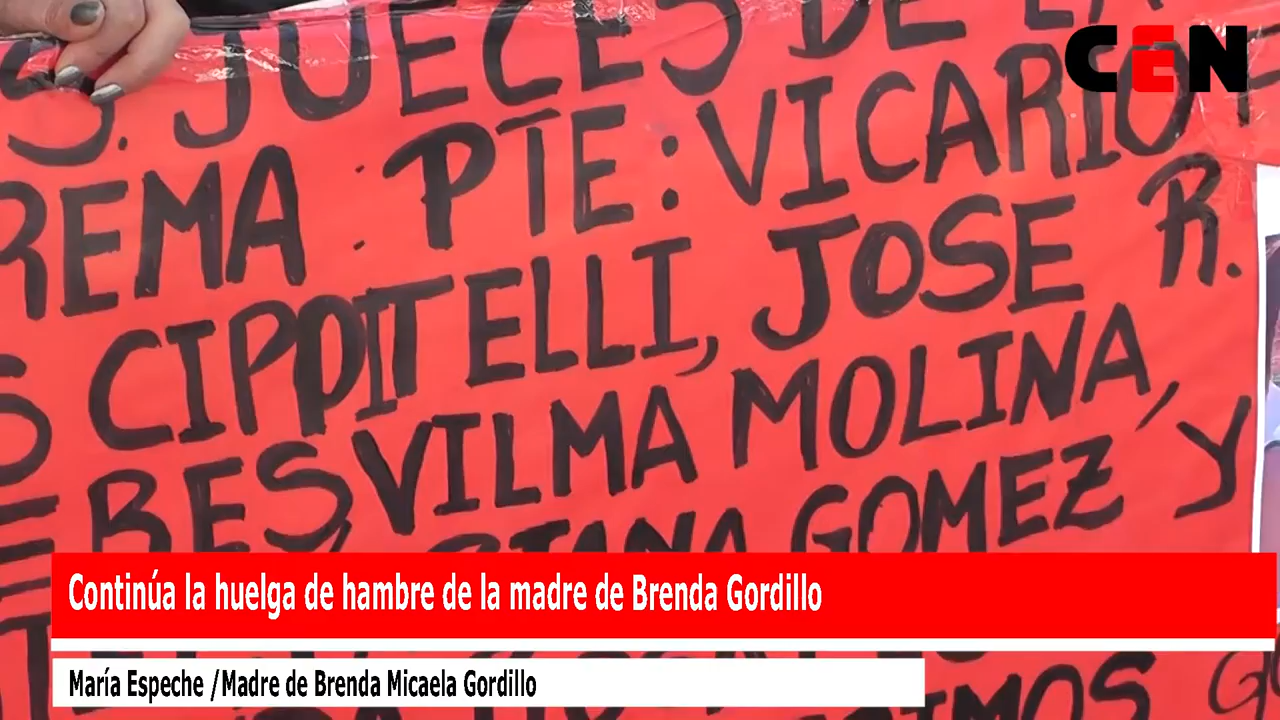 S. JUECES DE LA
CEN
REMA : PTE: VICARIO
CIPPITELLI, JOSE R.
BES VILMA MOLINA,
GOMEZ Y
Continúa la huelga de hambre de la madre de Brenda Gordillo
María Espeche /Madre de Brenda Micaela Gordillo